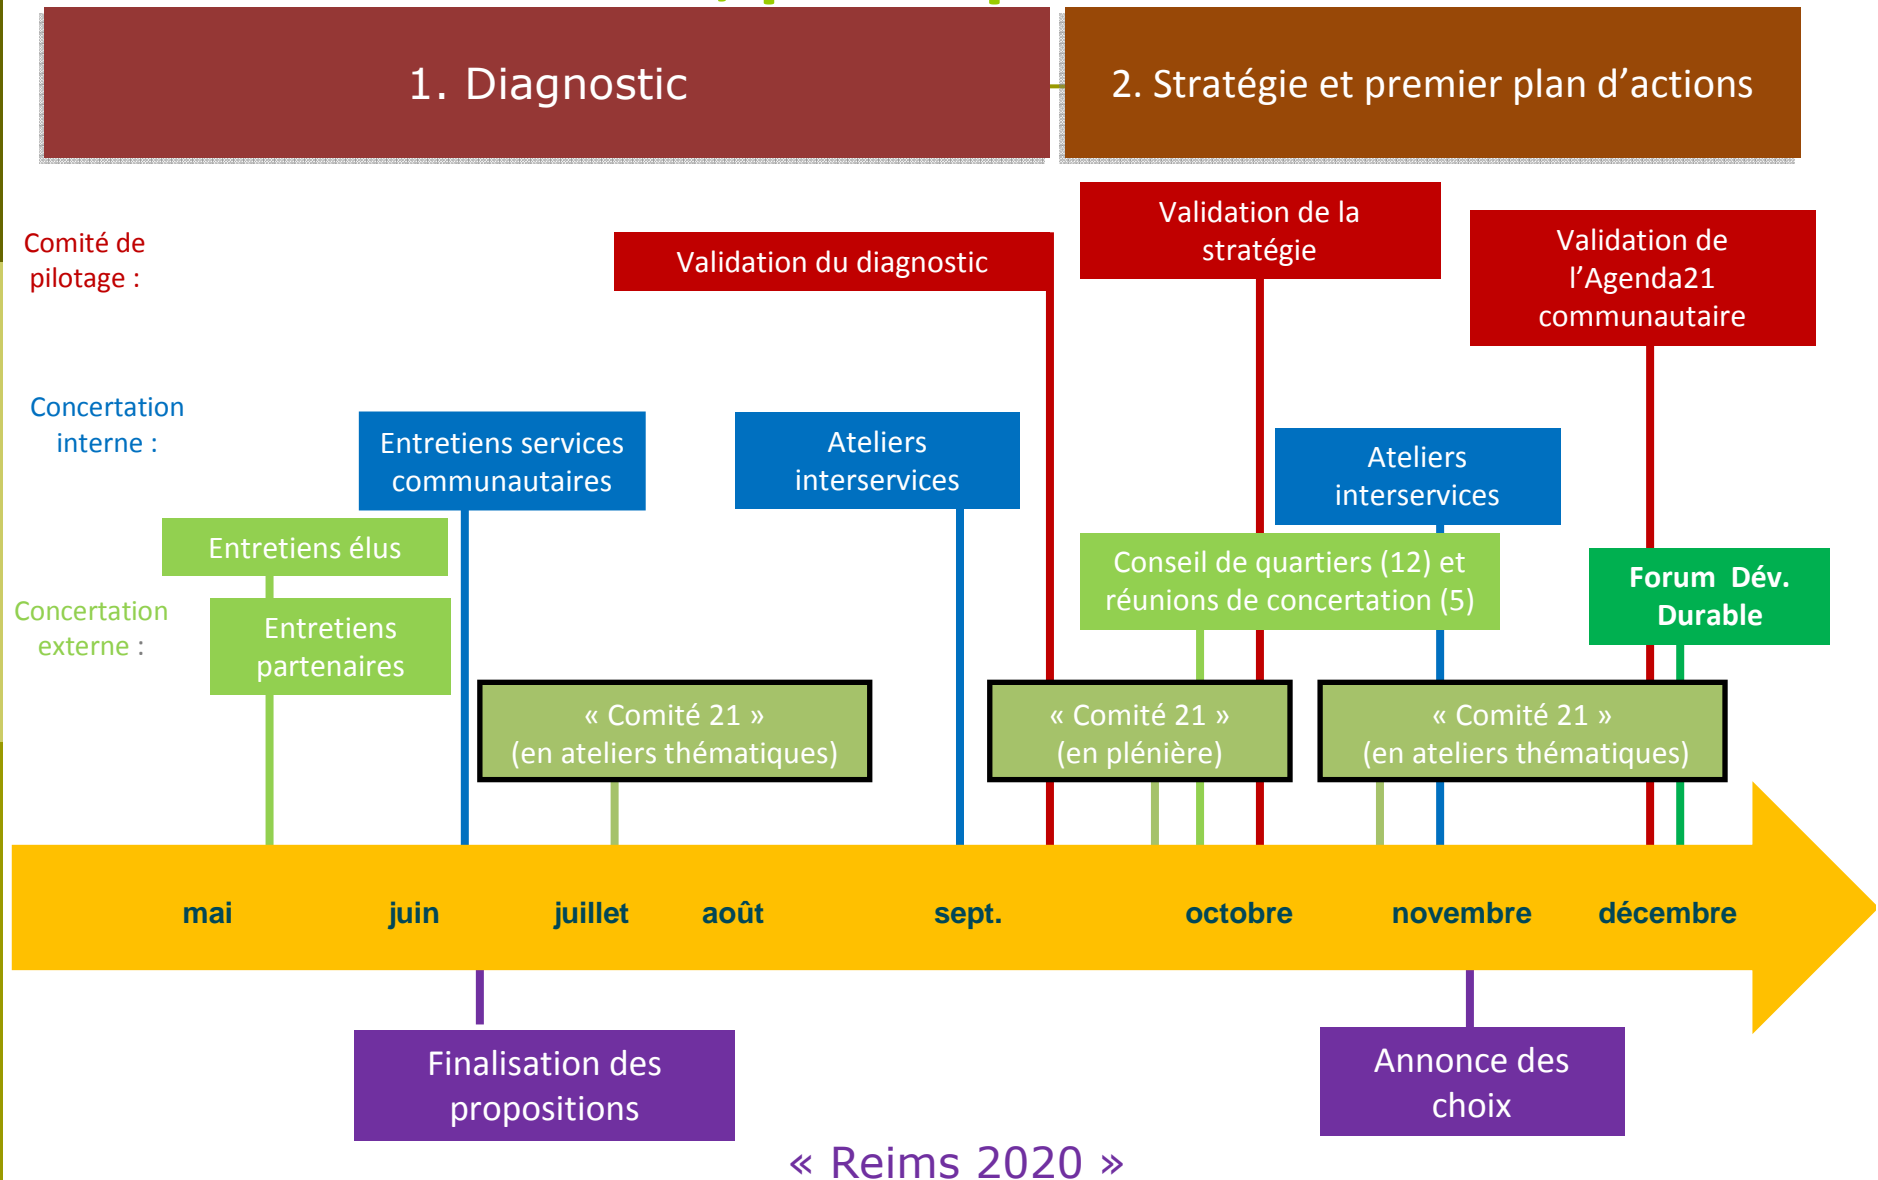 1. Diagnostic
2. Stratégie et premier plan d’actions
Comité de
pilotage :
Validation du diagnostic
Validation de la
stratégie
Validation de
l’Agenda21
communautaire
Concertation
interne :
Entretiens services
communautaires
Ateliers
interservices
Ateliers
interservices
Entretiens élus
Concertation
externe :
Entretiens
partenaires
Conseil de quartiers (12) et
réunions de concertation (5)
Forum  Dév.
Durable
« Comité 21 »
(en ateliers thématiques)
« Comité 21 »
(en plénière)
« Comité 21 »
(en ateliers thématiques)
mai juin juillet août sept. octobre novembre décembre
Finalisation des
propositions
Annonce des
choix
« Reims 2020 »